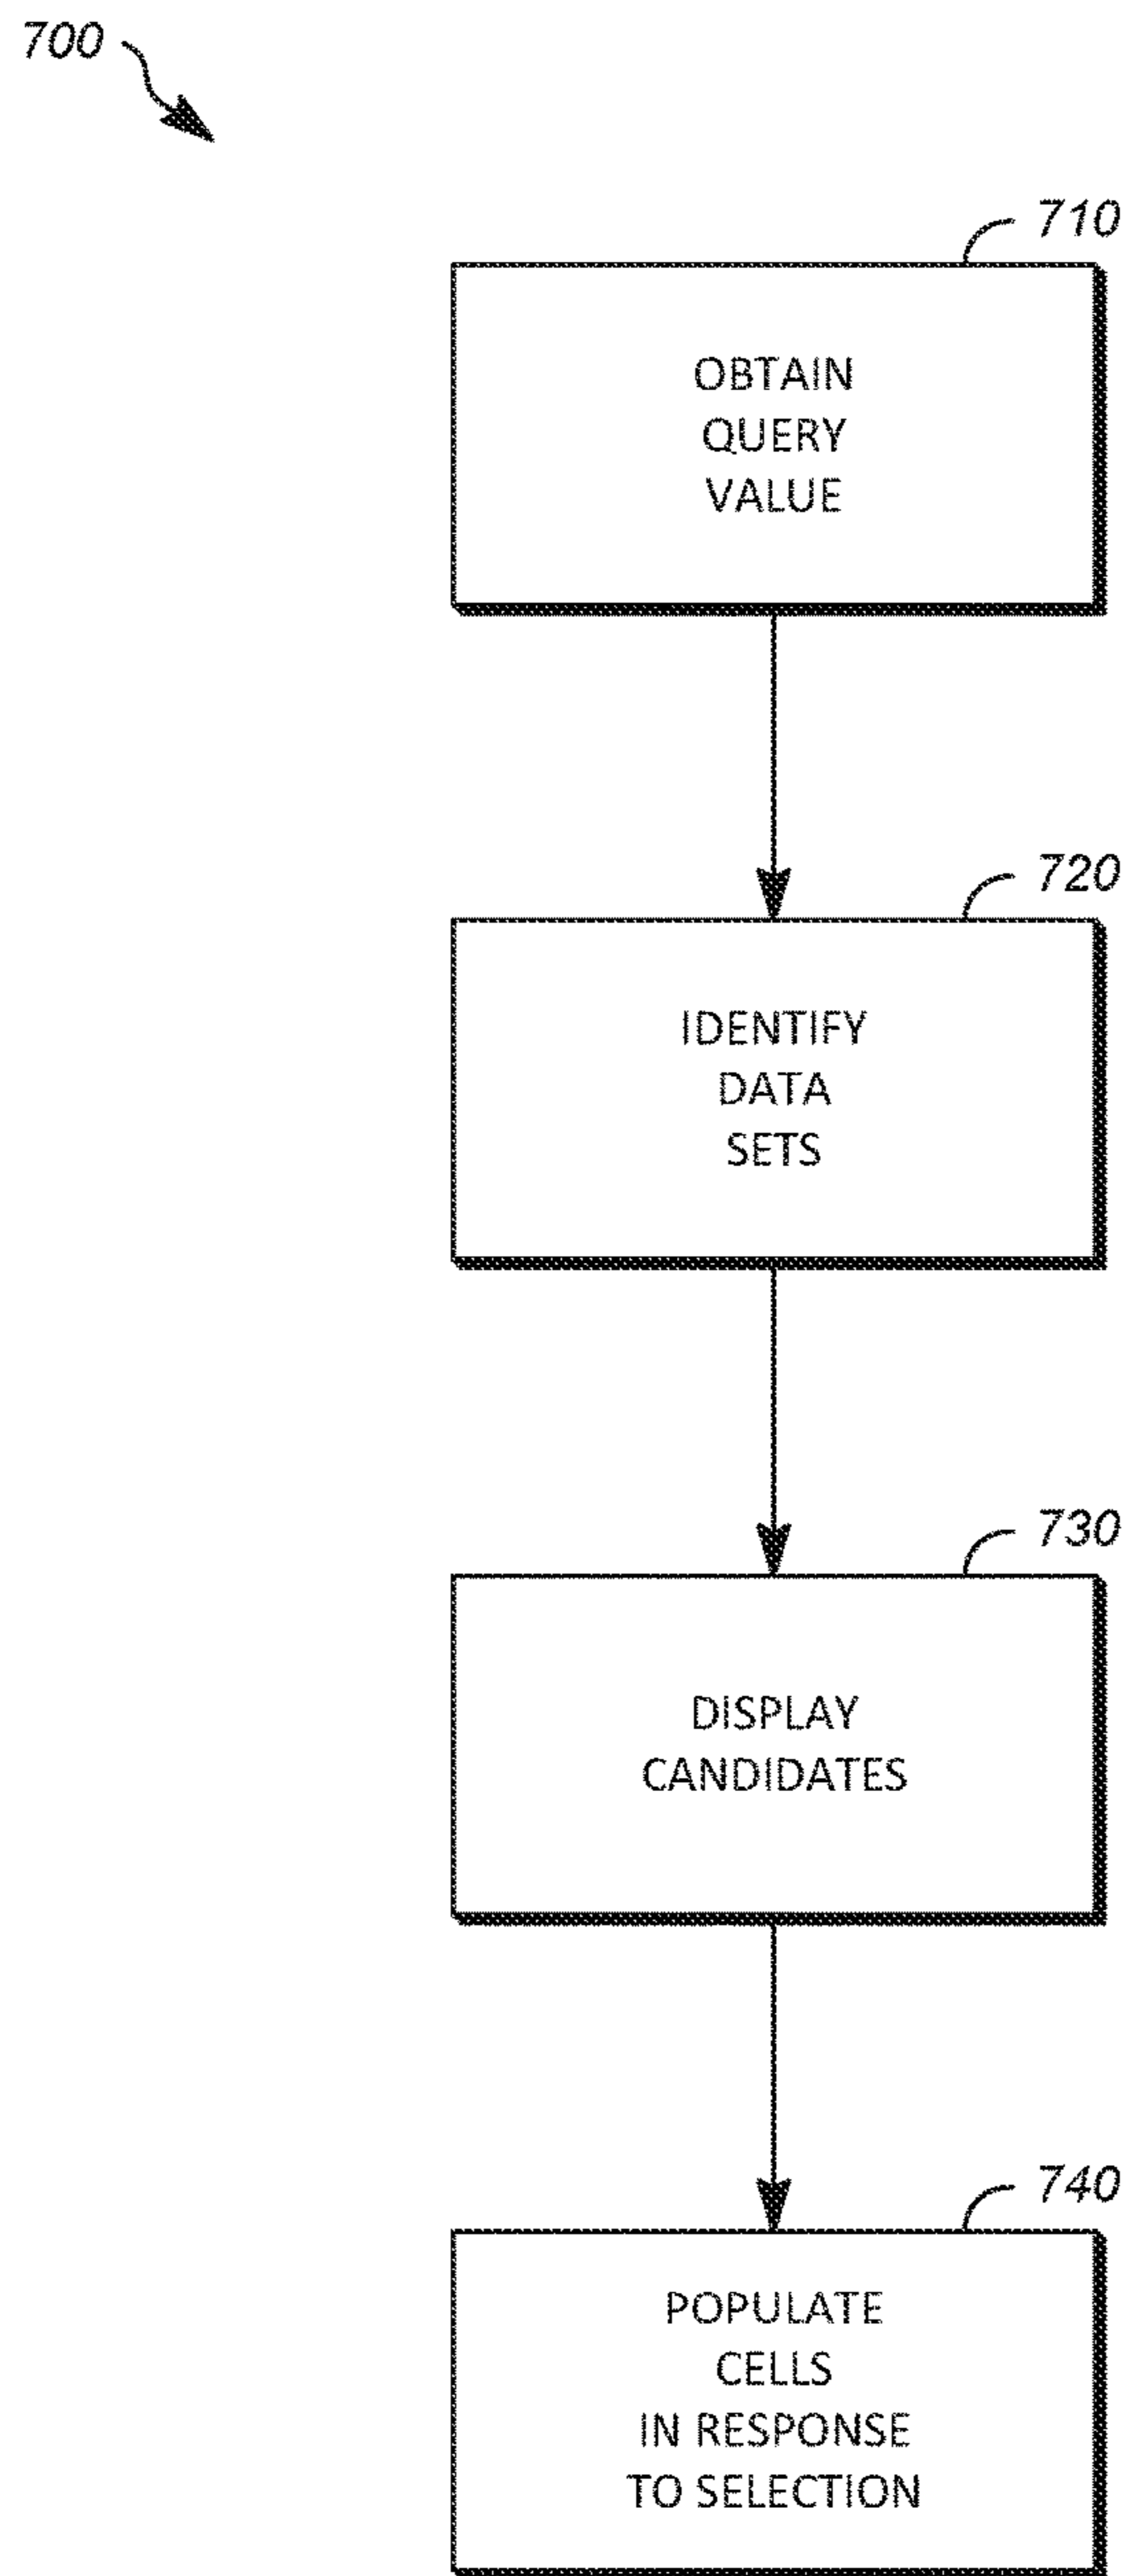 700
710
OBTAIN
QUERY
VALUE
720
IDENTIFY
DATA
SETS
730
DISPLAY
CANDIDATES
740
POPULATE
CELLS
IN RESPONSE
TO SELECTION